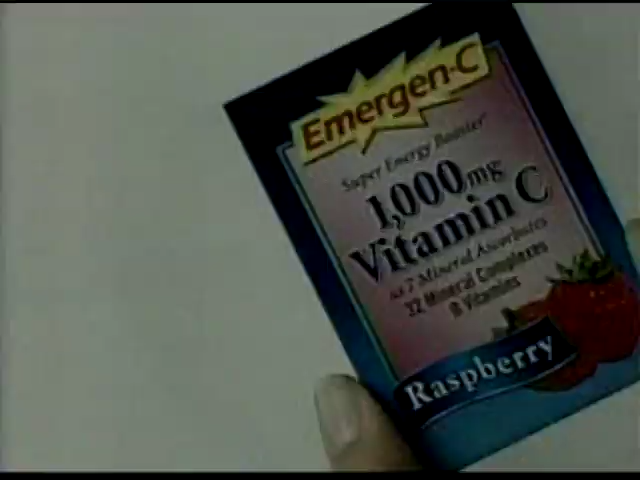 Emergen-C
Super Energy Booster
1,000mg
Vitamin C
as 7 Mineral Ascorbates
32 Mineral Complexes
8 Vitamins
Raspberry